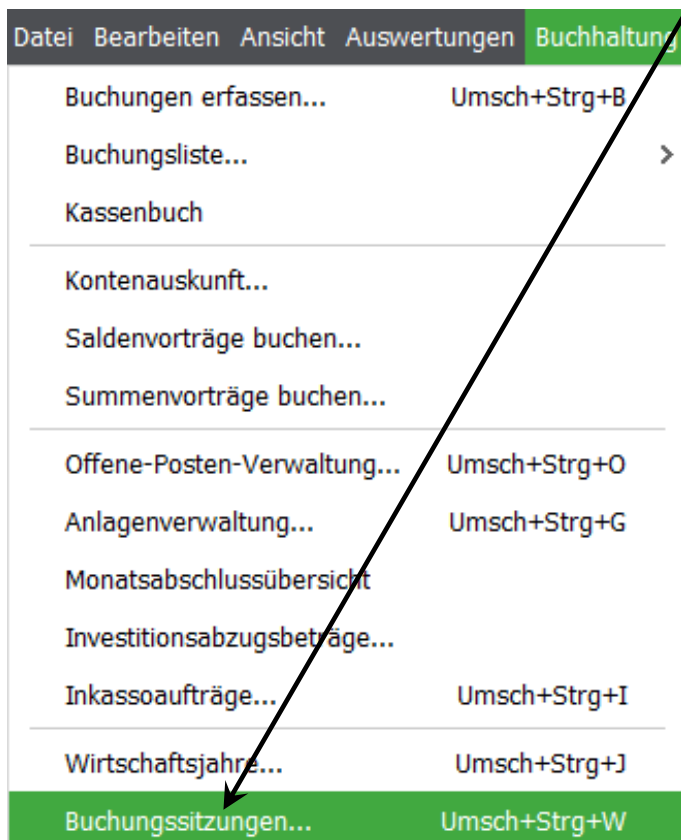 Datei Bearbeiten Ansicht Auswertungen Buchhaltung
Buchungen erfassen... Umsch+Strg+B
Buchungsliste...
Kassenbuch
Kontenauskunft...
Saldenvorträge buchen...
Summenvorträge buchen...
Offene-Posten-Verwaltung... Umsch+Strg+O
Anlagenverwaltung... Umsch+Strg+G
Monatsabschlussübersicht
Investitionsabzugsbeträge...
Inkassoaufträge... Umsch+Strg+I
Wirtschaftsjahre... Umsch+Strg+J
Buchungssitzungen... Umsch+Strg+W